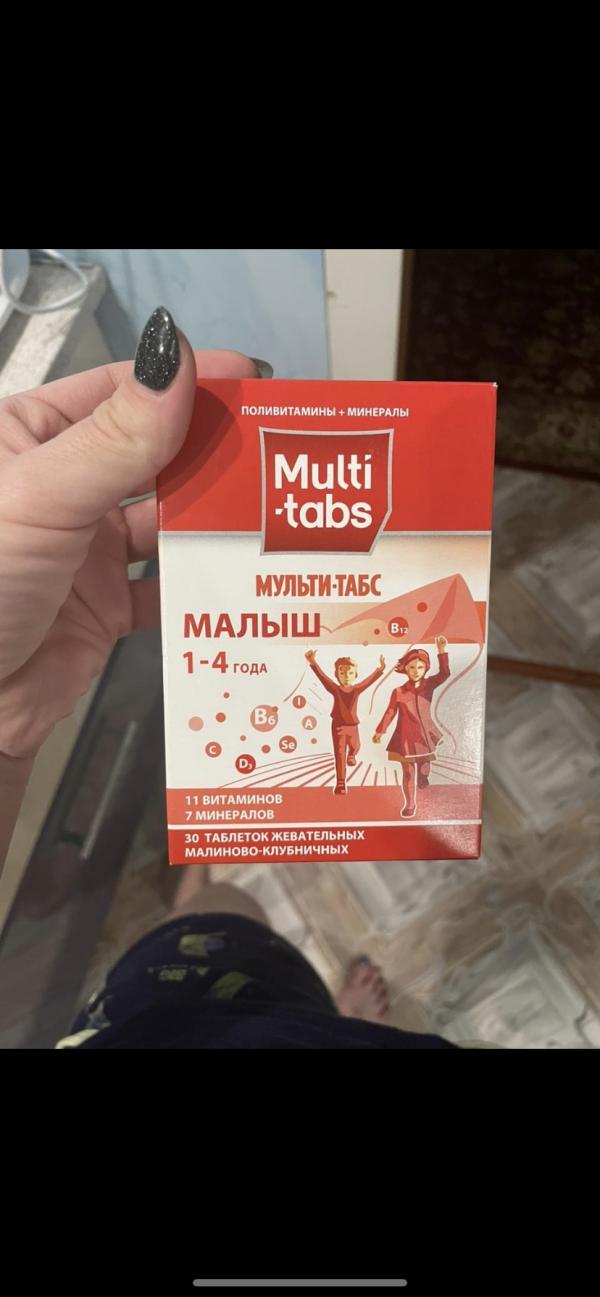 ПОЛИВИТАМИНЫ + МИНЕРАЛЫ
Multi
-tabs
МУЛЬТИ-ТАБС
МАЛЫШ
B12
1-4 ГОДА
I
B6
A
C
Se
D3
11 ВИТАМИНОВ
7 МИНЕРАЛОВ
30 ТАБЛЕТОК ЖЕВАТЕЛЬНЫХ
МАЛИНОВО-КЛУБНИЧНЫХ